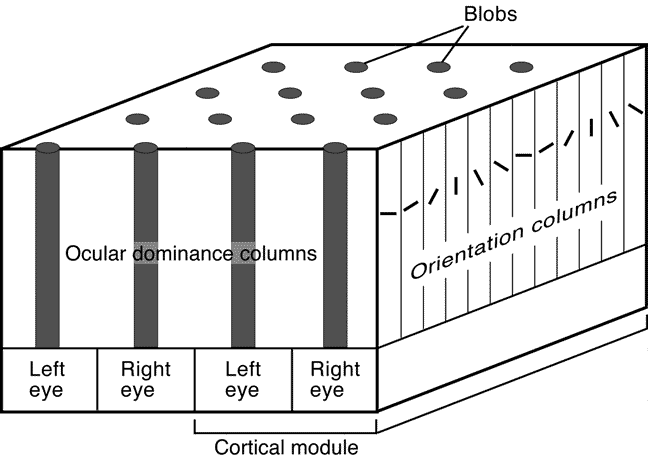 Blobs
Ocular dominance columns
Orientation columns
Left
eye
Right
eye
Left
eye
Right
eye
Cortical module